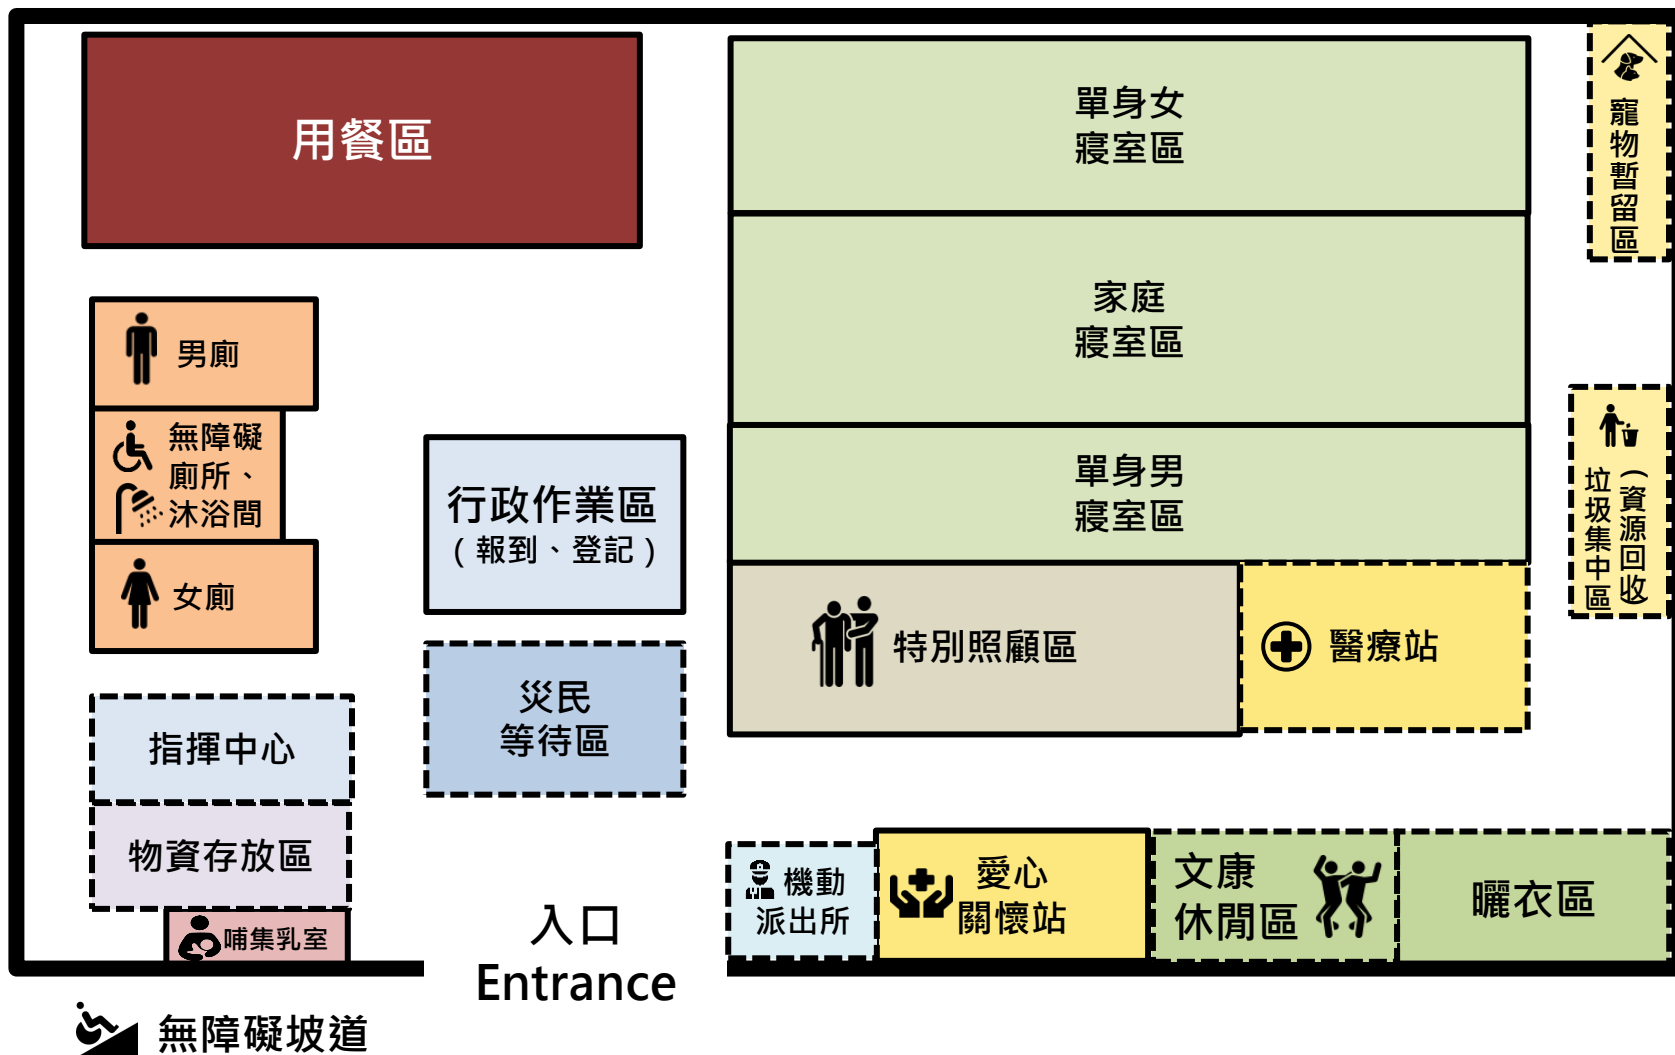 用餐區
單身女
寢室區
寵物暫留區
家庭
寢室區
男廁
無障礙
廁所、
沐浴間
女廁
行政作業區
（報到、登記）
單身男
寢室區
垃圾集中區
(資源回收)
特別照顧區
醫療站
災民
等待區
指揮中心
物資存放區
哺集乳室
入口
Entrance
機動
派出所
愛心
關懷站
文康
休閒區
曬衣區
無障礙坡道